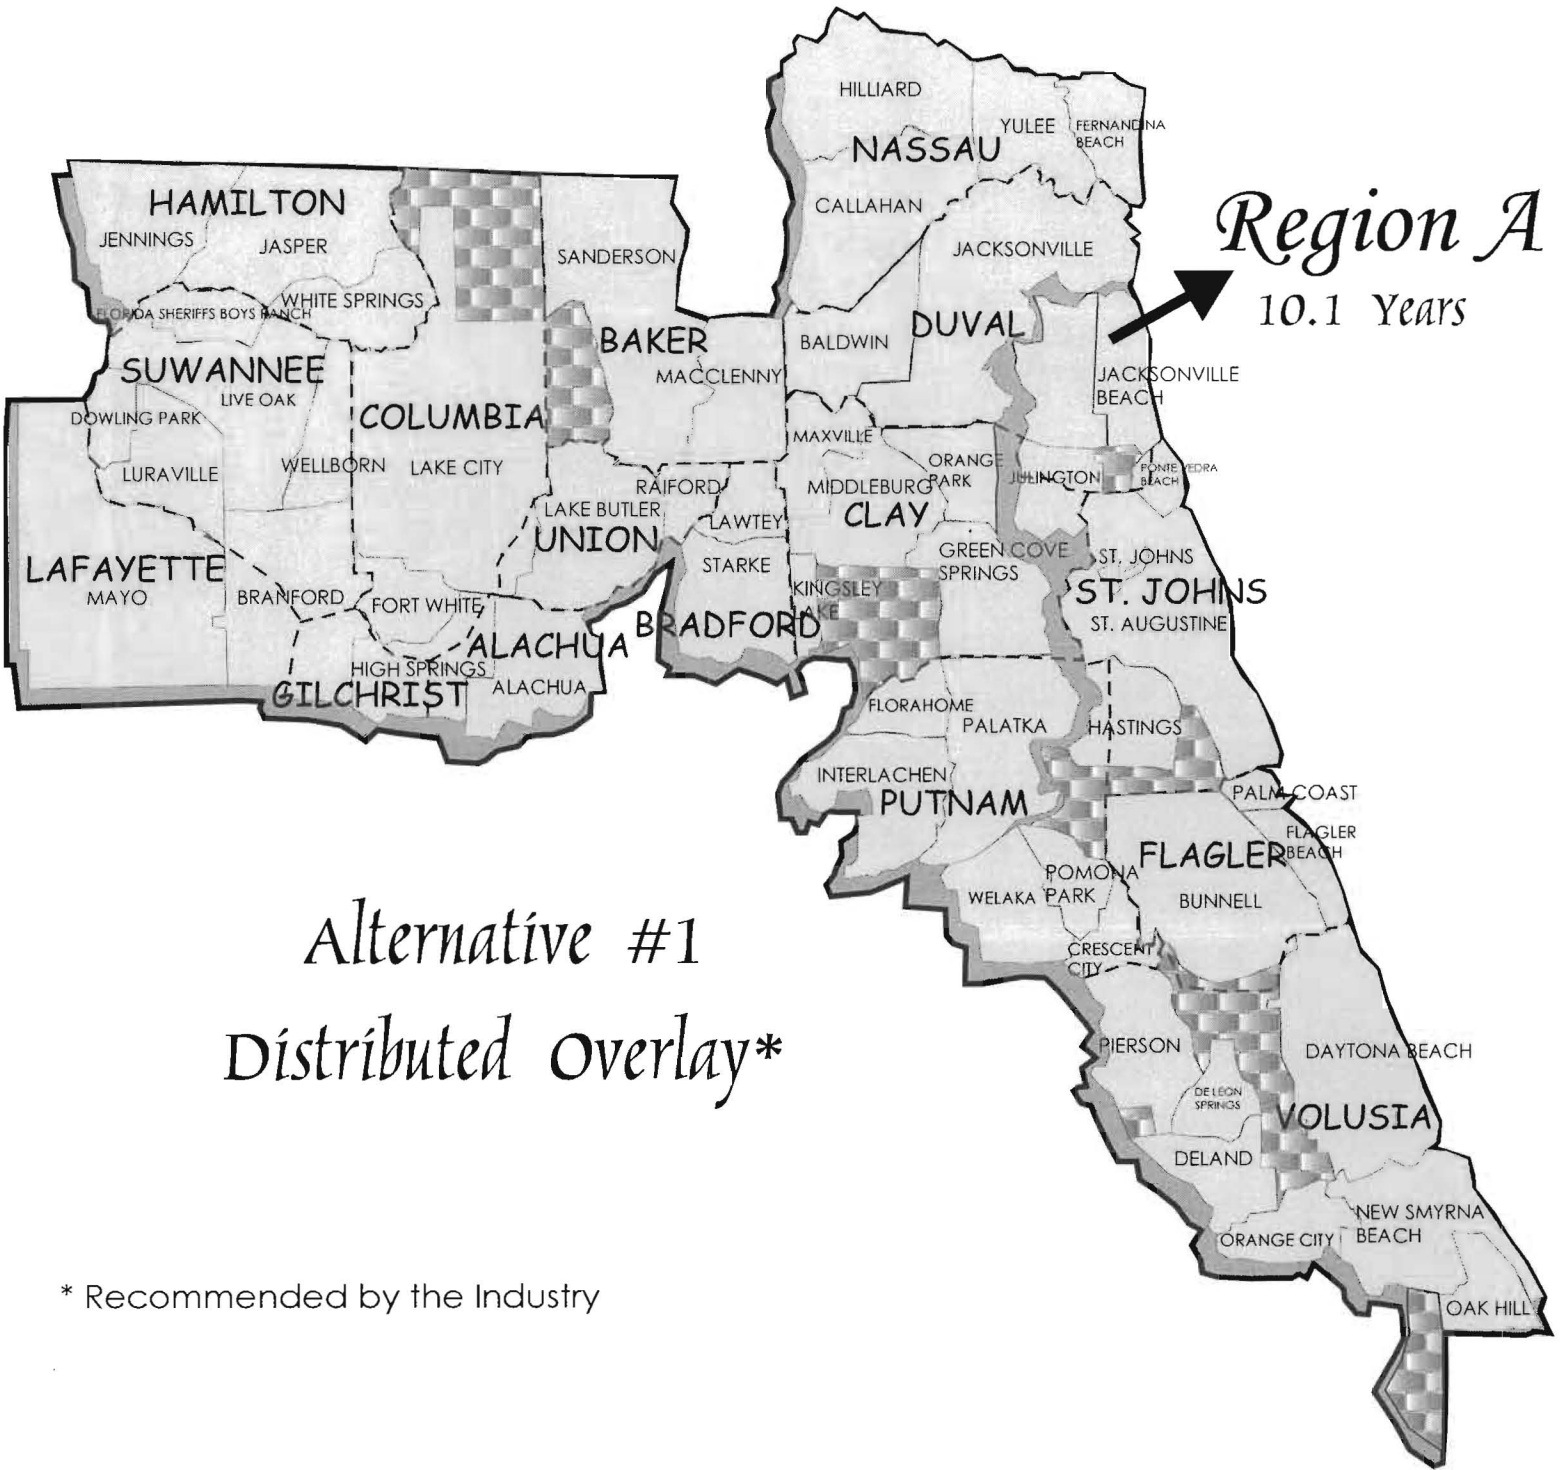 HILLIARD
YULEE
FERNANDINA
BEACH
NASSAU
CALLAHAN
HAMILTON
JENNINGS
JASPER
SANDERSON
JACKSONVILLE
Region A
10.1 Years
WHITE SPRINGS
FLORIDA SHERIFFS BOYS RANCH
DUVAL
BALDWIN
BAKER
MACCLENNY
SUWANNEE
LIVE OAK
JACKSONVILLE
BEACH
DOWLING PARK
COLUMBIA
MAXVILLE
LURAVILLE
WELLBORN
LAKE CITY
ORANGE
PARK
JULINGTON
PONTE VEDRA
BEACH
RAIFORD
MIDDLEBURG
LAKE BUTLER
LAWTEY
CLAY
UNION
GREEN COVE
SPRINGS
ST. JOHNS
LAFAYETTE
MAYO
STARKE
KINGSLEY
LAKE
ST. JOHNS
BRANFORD
FORT WHITE
BRADFORD
ST. AUGUSTINE
ALACHUA
HIGH SPRINGS
GILCHRIST
ALACHUA
FLORAHOME
PALATKA
HASTINGS
INTERLACHEN
PUTNAM
PALM COAST
FLAGLER
BEACH
FLAGLER
POMONA
PARK
WELAKA
BUNNELL
Alternative #1
Distributed Overlay*
CRESCENT
CITY
PIERSON
DAYTONA BEACH
DE LEON
SPRINGS
VOLUSIA
DELAND
NEW SMYRNA
BEACH
ORANGE CITY
OAK HILL
* Recommended by the Industry